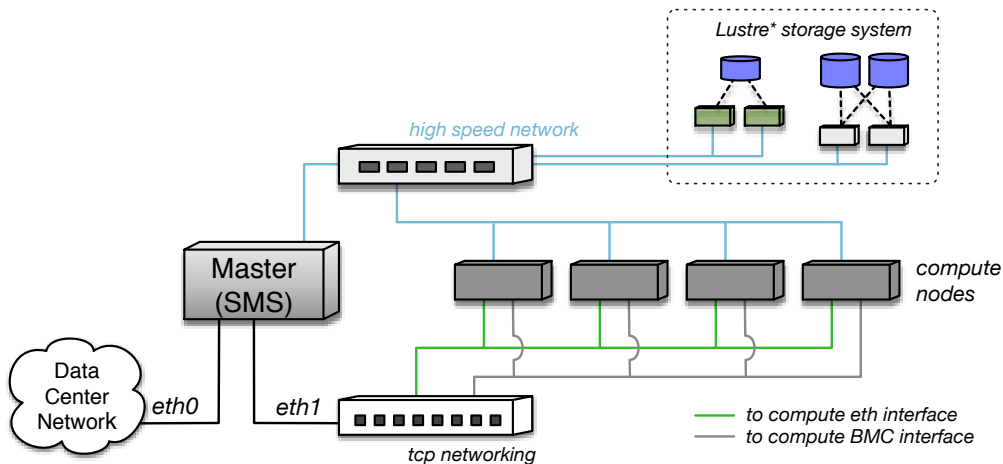 Lustre* storage system
high speed network
Master
(SMS)
compute
nodes
Data
Center
Network
eth0
eth1
to compute eth interface
to compute BMC interface
tcp networking